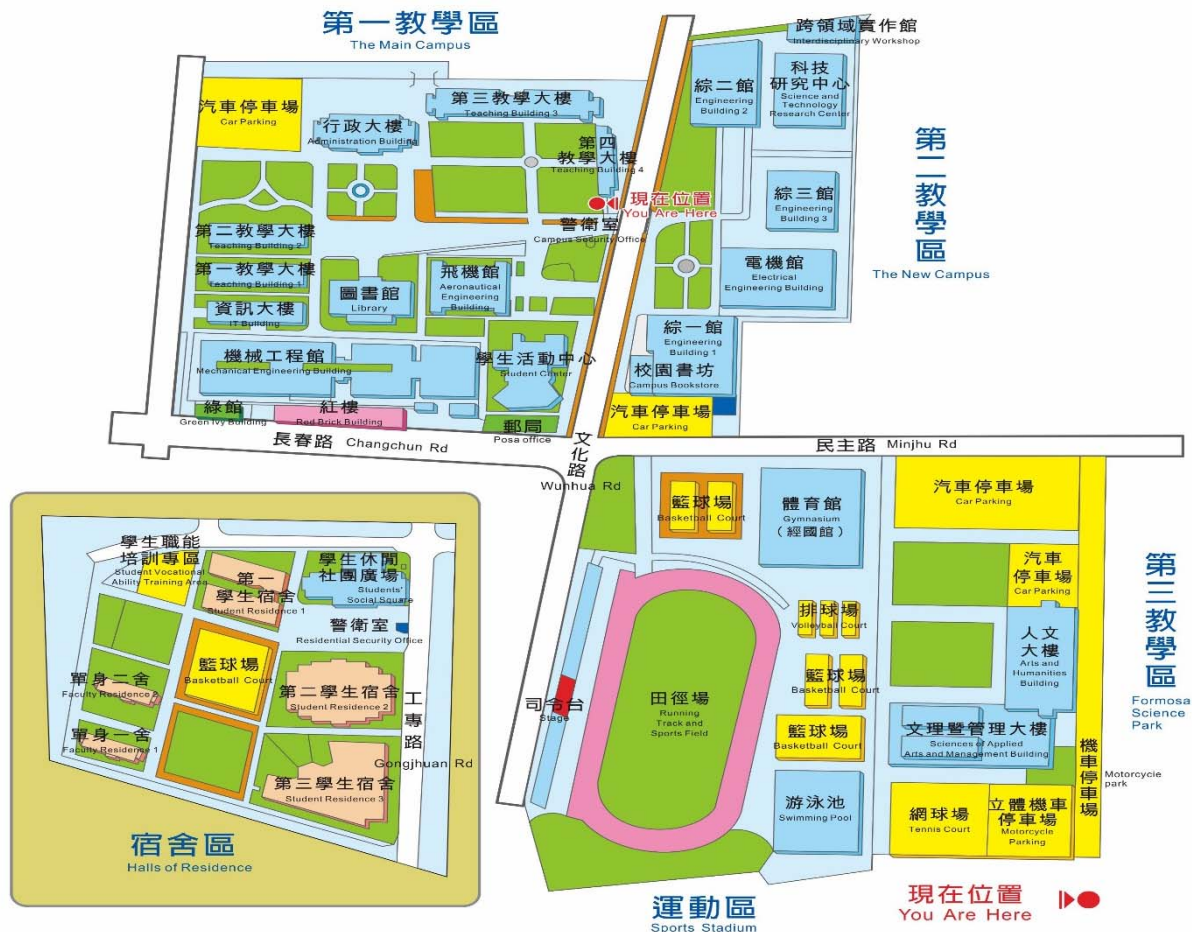 第一教學區
The Main Campus
跨領域實作館
Interdisciplinary Workshop
汽車停車場
Car Parking
第三教學大樓
Teaching Building 3
行政大樓
Administration Building
綜二館
Engineering
Building 2
科技
研究中心
Science and
Technology
Research Center
第四
教學大樓
Teaching Building 4
第二教學區
The New Campus
現在位置
You Are Here
警衛室
Campus Security Office
綜三館
Engineering
Building 3
第二教學大樓
Teaching Building 2
第一教學大樓
Teaching Building 1
資訊大樓
IT Building
圖書館
Library
飛機館
Aeronautical
Engineering
Building
電機館
Electrical
Engineering Building
綜一館
Engineering
Building 1
機械工程館
Mechanical Engineering Building
學生活動中心
Student Center
校園書坊
Campus Bookstore
汽車停車場
Car Parking
綠館
Green Ivy Building
紅樓
Red Brick Building
郵局
Posa office
長春路 Changchun Rd
文化路
Wunhua Rd
民主路 Minjhu Rd
籃球場
Basketball Court
體育館
Gymnasium
(經國館)
汽車停車場
Car Parking
汽車
停車場
Car Parking
第三教學區
Formosa
Science
Park
排球場
Volleyball Court
人文
大樓
Arts and
Humanities
Building
籃球場
Basketball Court
司令台
Stage
田徑場
Running
Track and
Sports Field
籃球場
Basketball Court
文理暨管理大樓
Sciences of Applied
Arts and Management Building
機車停車場
Motorcycle
park
游泳池
Swimming Pool
網球場
Tennis Court
立體機車
停車場
Motorcycle
Parking
運動區
Sports Stadium
現在位置
You Are Here
學生職能
培訓專區
Student Vocational
Ability Training Area
第一
學生宿舍
Student Residence 1
學生休閒
社團廣場
Students'
Social Square
警衛室
Residential Security Office
籃球場
Basketball Court
單身二舍
Faculty Residence 2
第二學生宿舍
Student Residence 2
單身一舍
Faculty Residence 1
工專路
Gongjhuan Rd
第三學生宿舍
Student Residence 3
宿舍區
Halls of Residence